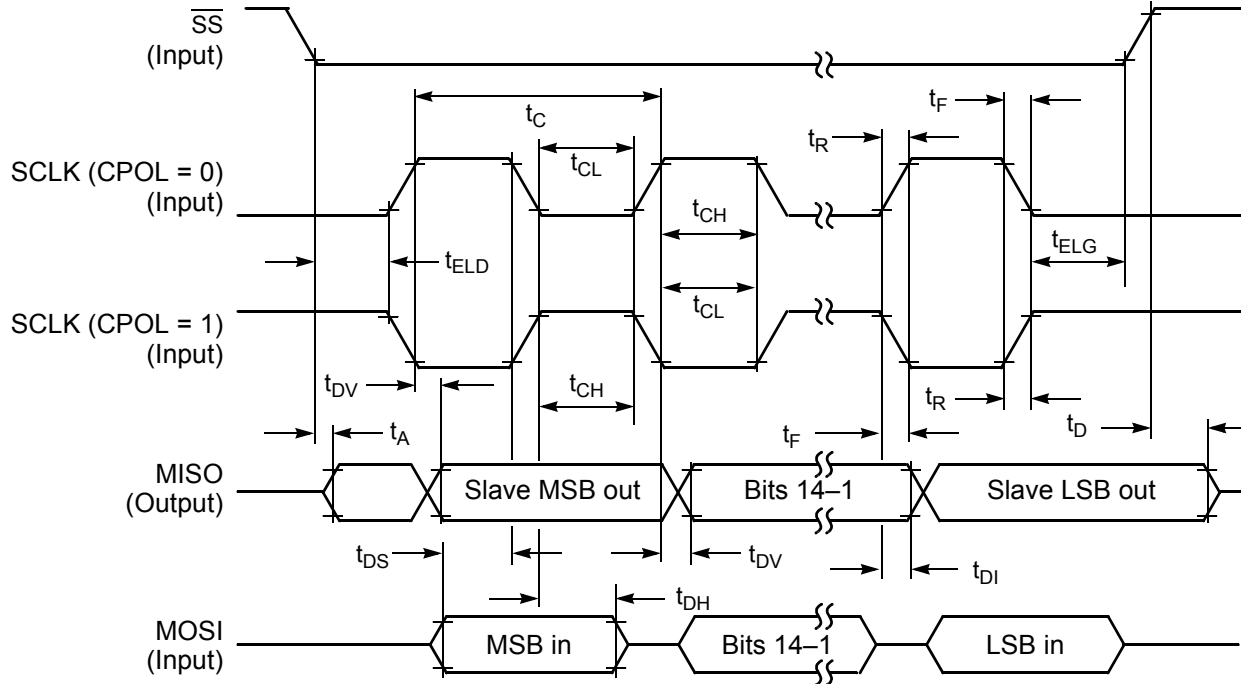 SS
(Input)
tF
tC
tR
SCLK (CPOL = 0)
(Input)
tCL
tCH
tELD
tELG
tCL
SCLK (CPOL = 1)
(Input)
tDV
tCH
tR
tA
tF
tD
MISO
(Output)
Slave MSB out
Bits 14–1
Slave LSB out
tDS
tDV
tDI
tDH
MOSI
(Input)
MSB in
Bits 14–1
LSB in